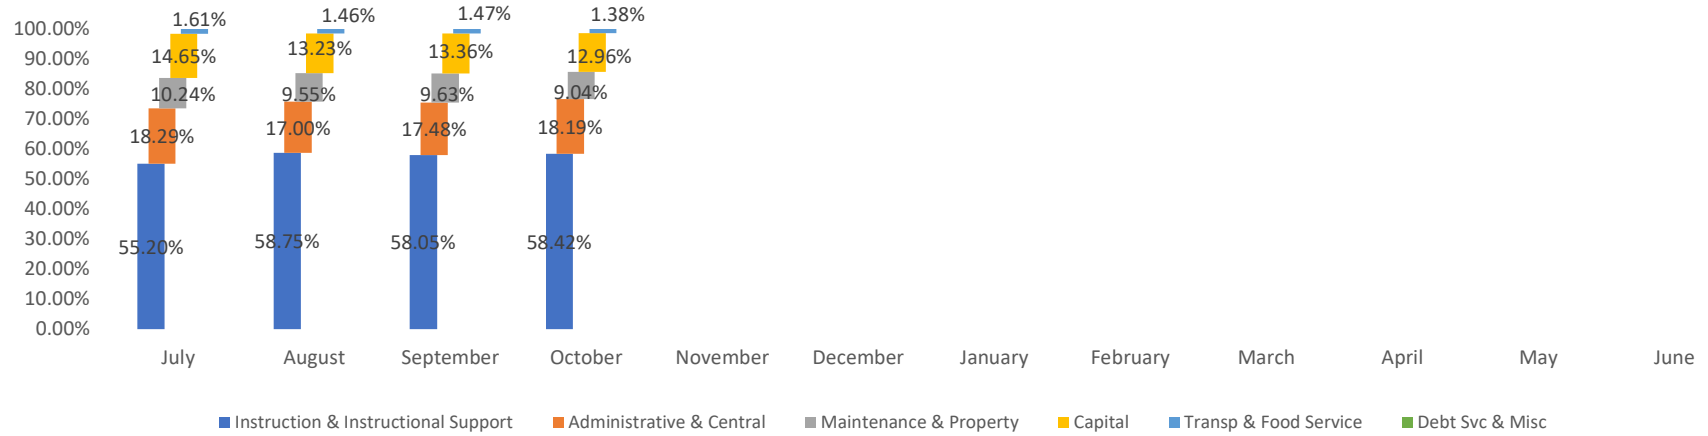 1.61% 1.46% 1.47% 1.38%
100.00%
90.00% 14.65% 13.23% 13.36% 12.96%
80.00% 10.24% 9.55% 9.63% 9.04%
70.00%
60.00% 18.29% 17.00% 17.48% 18.19%
50.00%
40.00%
30.00% 55.20% 58.75% 58.05% 58.42%
20.00%
10.00%
0.00%
July August September October November December January February March April May June
Instruction & Instructional Support Administrative & Central Maintenance & Property Capital Transp & Food Service Debt Svc & Misc